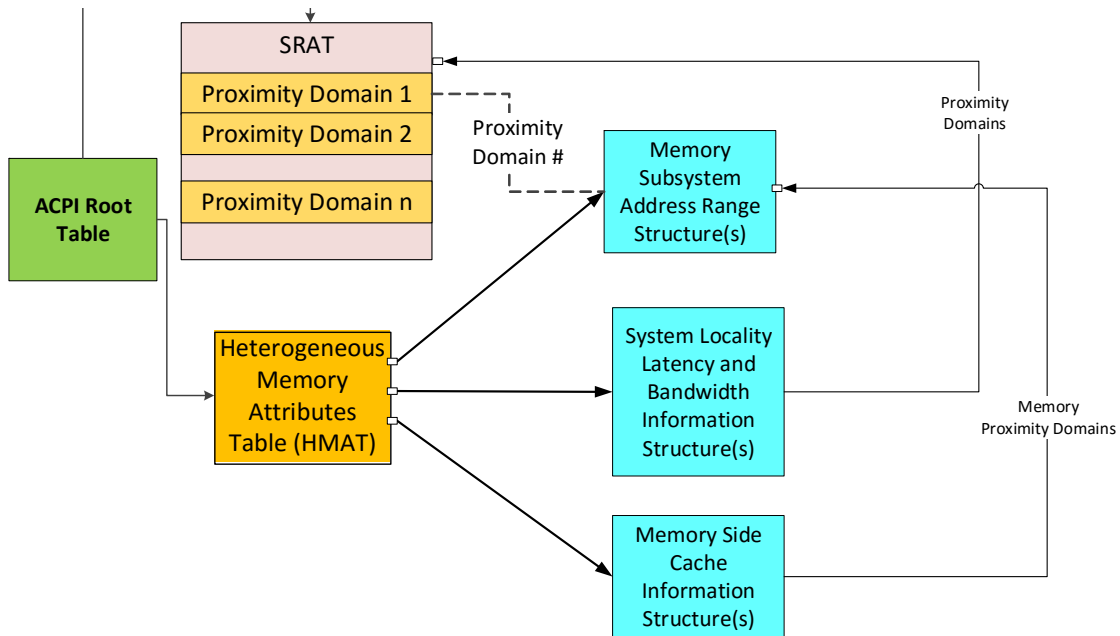 SRAT
Proximity Domain 1
Proximity Domain 2
Proximity Domain n
Proximity
Domain #
Proximity
Domains
Memory
Subsystem
Address Range
Structure(s)
ACPI Root
Table
Heterogeneous
Memory
Attributes
Table (HMAT)
System Locality
Latency and
Bandwidth
Information
Structure(s)
Memory
Proximity Domains
Memory Side
Cache
Information
Structure(s)